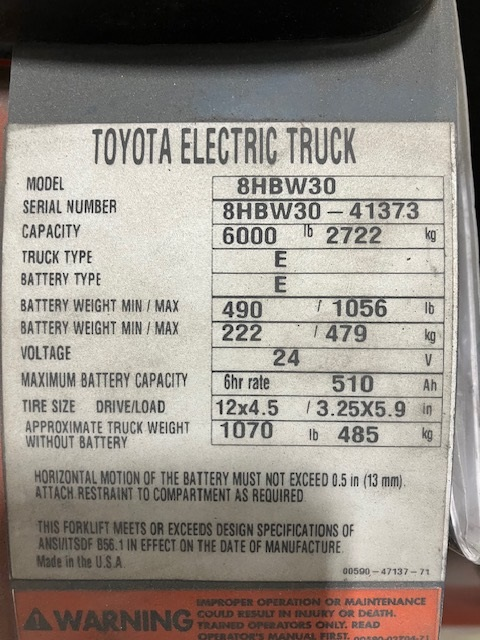 TOYOTA ELECTRIC TRUCK
MODEL 8HBW30
SERIAL NUMBER 8HBW30 – 41373
CAPACITY 6000 lb 2722 kg
TRUCK TYPE E
BATTERY TYPE E
BATTERY WEIGHT MIN / MAX 490 / 1056 lb
BATTERY WEIGHT MIN / MAX 222 / 479 kg
VOLTAGE 24 V
MAXIMUM BATTERY CAPACITY 6hr rate 510 Ah
TIRE SIZE DRIVE/LOAD 12x4.5 / 3.25X5.9 in
APPROXIMATE TRUCK WEIGHT
WITHOUT BATTERY 1070 lb 485 kg
HORIZONTAL MOTION OF THE BATTERY MUST NOT EXCEED 0.5 in (13 mm).
ATTACH RESTRAINT TO COMPARTMENT AS REQUIRED
THIS FORKLIFT MEETS OR EXCEEDS DESIGN SPECIFICATIONS OF
ANSI/ITSDF B56.1 IN EFFECT ON THE DATE OF MANUFACTURE
Made in the U.S.A.
00590 – 47137 – 71
WARNING
IMPROPER OPERATION OR MAINTENANCE
COULD RESULT IN INJURY OR DEATH.
TRAINED OPERATORS ONLY. READ
OPERATOR'S MANUAL FIRST.